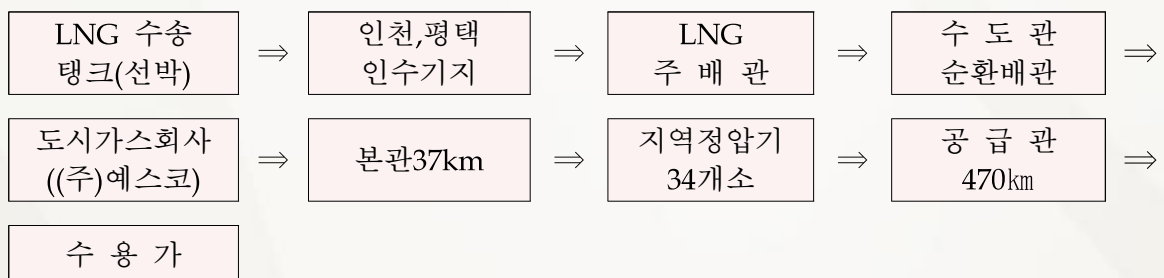 LNG 수송
탱크(선박)
⇒
인천,평택
인수기지
⇒
LNG
주 배 관
⇒
수 도 관
순환배관
⇒
도시가스회사
((주)예스코)
⇒
본관37km
⇒
지역정압기
34개소
⇒
공 급 관
470㎞
⇒
수 용 가